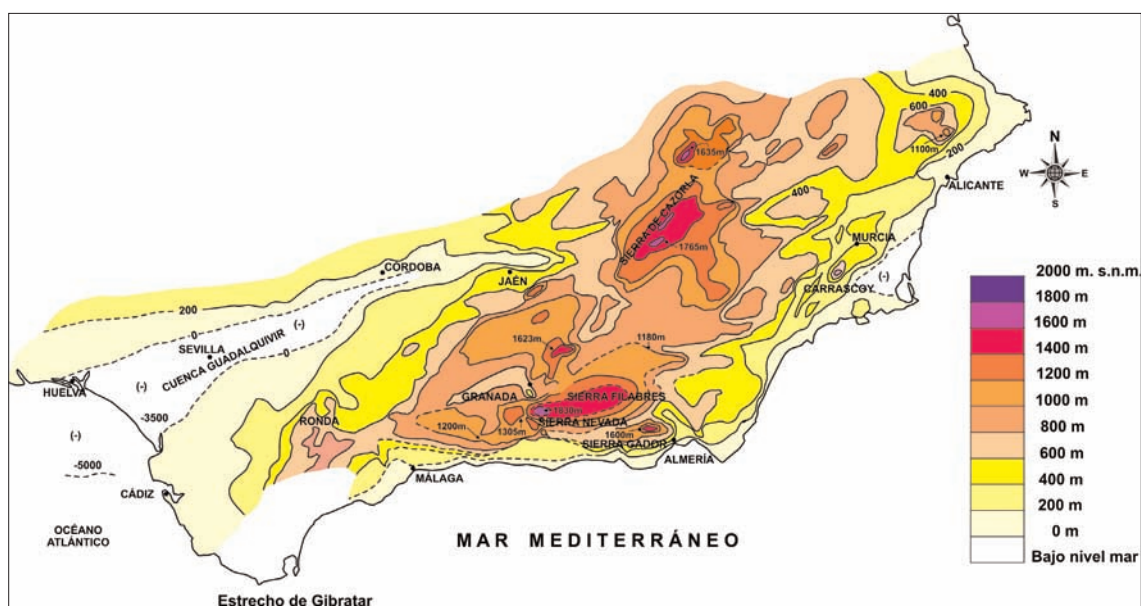 400
600
1100m
200
N
W
E
S
1635m
ALICANTE
400
SIERRA DE CAZORLA
1765m
MURCIA
CÓRDOBA
JAÉN
CARRASCOY
(-)
200
0
(-)
SEVILLA
CUENCA GUADALQUIVIR
0
1623m
1180m
(-)
HUELVA
GRANADA
SIERRA FILABRES
-3500
RONDA
1830m
SIERRA NEVADA
1200m
1305m
1600m
SIERRA GADOR
(-)
ALMERÍA
-5000
MÁLAGA
CÁDIZ
OCÉANO
ATLÁNTICO
MAR MEDITERRÁNEO
Estrecho de Gibratar
2000 m. s.n.m.
1800 m
1600 m
1400 m
1200 m
1000 m
800 m
600 m
400 m
200 m
0 m
Bajo nivel mar